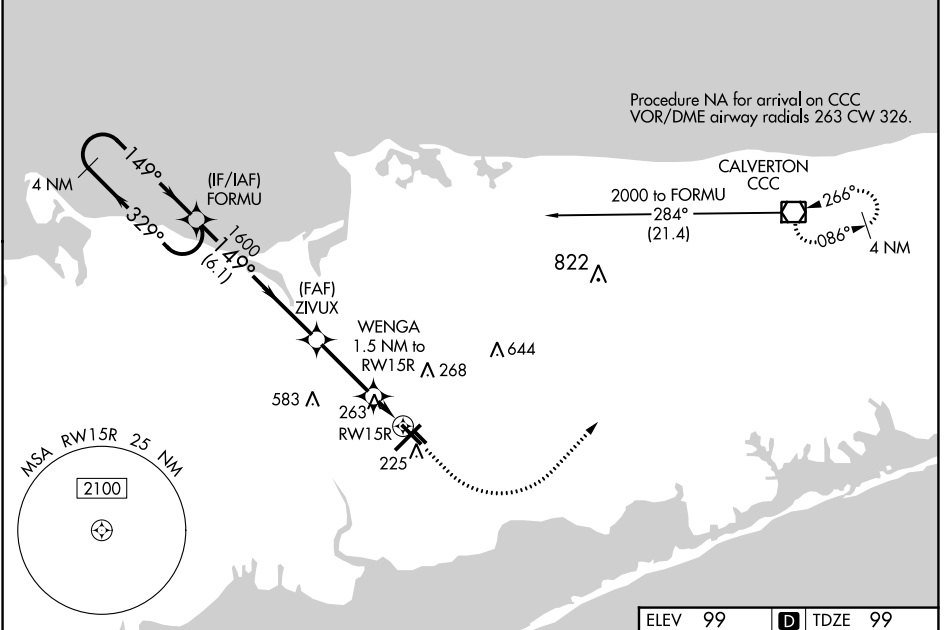 Procedure NA for arrival on CCC
VOR/DME airway radials 263 CW 326.
CALVERTON
CCC
2000 to FORMU
284°
(21.4)
266°
086°
4 NM
822
149°
4 NM
329°
(IF/IAF)
FORMU
1600
149°
(6.1)
(FAF)
ZIVUX
WENGA
1.5 NM to
RW15R
268
644
583
263
RW15R
225
MSA RW15R 25 NM
2100
ELEV 99 D TDZE 99